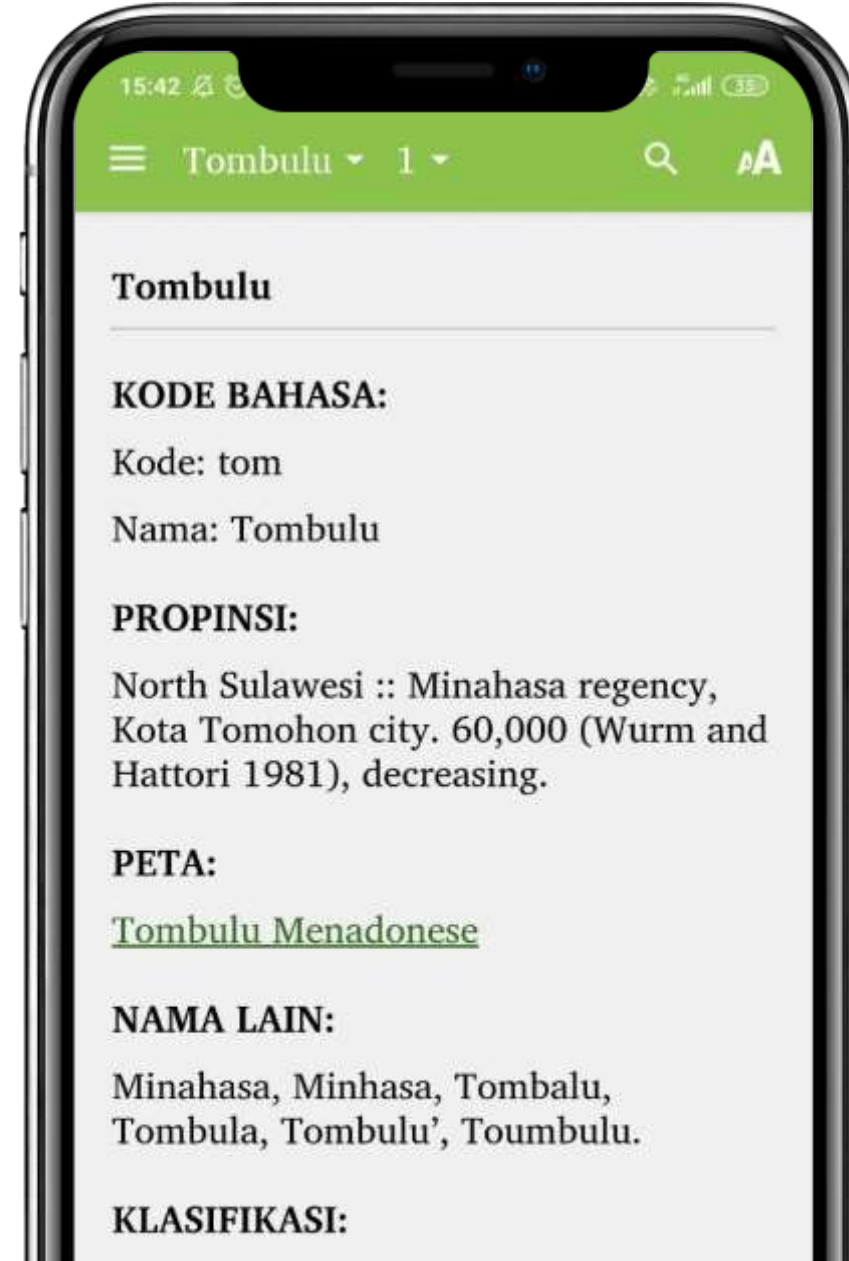 15:42
Tombulu 1 AA
Tombulu
KODE BAHASA:
Kode: tom
Nama: Tombulu
PROPINSI:
North Sulawesi :: Minahasa regency,
Kota Tomohon city. 60,000 (Wurm and
Hattori 1981), decreasing.
PETA:
Tombulu Menadonese
NAMA LAIN:
Minahasa, Minhasa, Tombalu,
Tombula, Tombulu’, Toumbulu.
KLASIFIKASI: